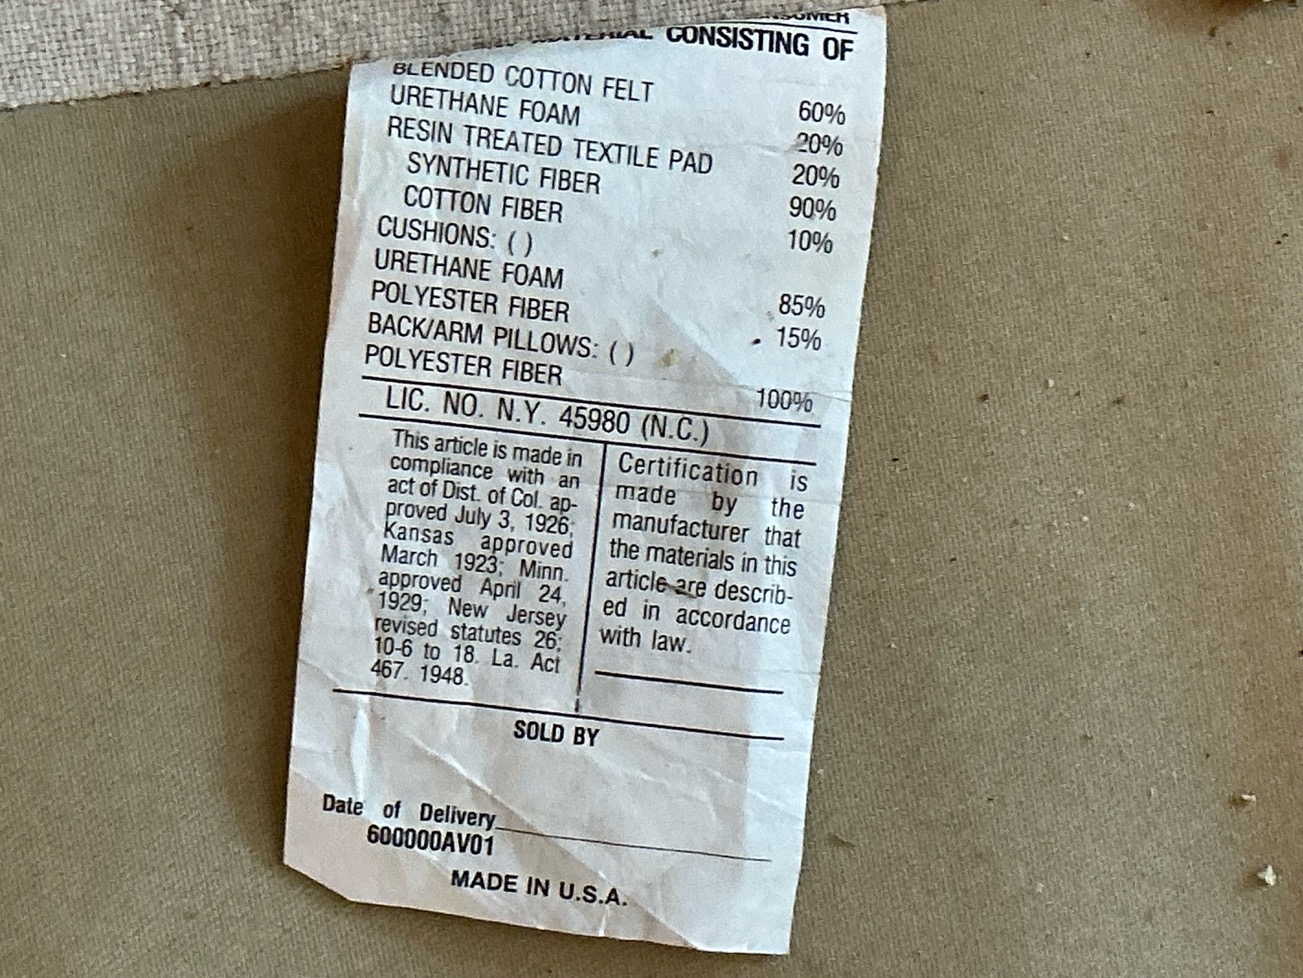 CONSUMER
MATERIAL CONSISTING OF
BLENDED COTTON FELT 60%
URETHANE FOAM 20%
RESIN TREATED TEXTILE PAD 20%
SYNTHETIC FIBER 90%
COTTON FIBER 10%
CUSHIONS: ( )
URETHANE FOAM 85%
POLYESTER FIBER 15%
BACK/ARM PILLOWS: ( )
POLYESTER FIBER 100%
LIC. NO. N.Y. 45980 (N.C.)
This article is made in
compliance with an
act of Dist. of Col. ap-
proved July 3, 1926;
Kansas approved
March 1923; Minn.
approved April 24,
1929; New Jersey
revised statutes 26:
10-6 to 18. La. Act
467. 1948.
Certification is
made by the
manufacturer that
the materials in this
article are describ-
ed in accordance
with law.
SOLD BY
Date of Delivery
600000AV01
MADE IN U.S.A.